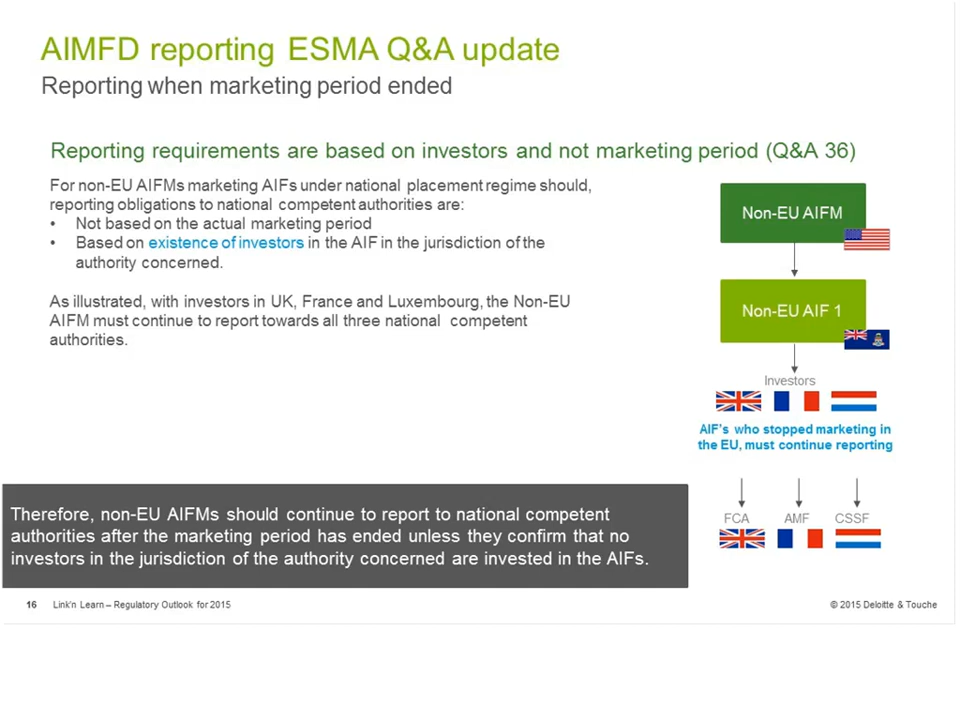 AIMFD reporting ESMA Q&A update
Reporting when marketing period ended
Reporting requirements are based on investors and not marketing period (Q&A 36)
For non-EU AIFMs marketing AIFs under national placement regime should,
reporting obligations to national competent authorities are:
• Not based on the actual marketing period
• Based on existence of investors in the AIF in the jurisdiction of the
authority concerned.
As illustrated, with investors in UK, France and Luxembourg, the Non-EU
AIFM must continue to report towards all three national competent
authorities.
Non-EU AIFM
Non-EU AIF 1
Investors
AIF's who stopped marketing in
the EU, must continue reporting
FCA AMF CSSF
Therefore, non-EU AIFMs should continue to report to national competent
authorities after the marketing period has ended unless they confirm that no
investors in the jurisdiction of the authority concerned are invested in the AIFs.
16 Link'n Learn – Regulatory Outlook for 2015
© 2015 Deloitte & Touche